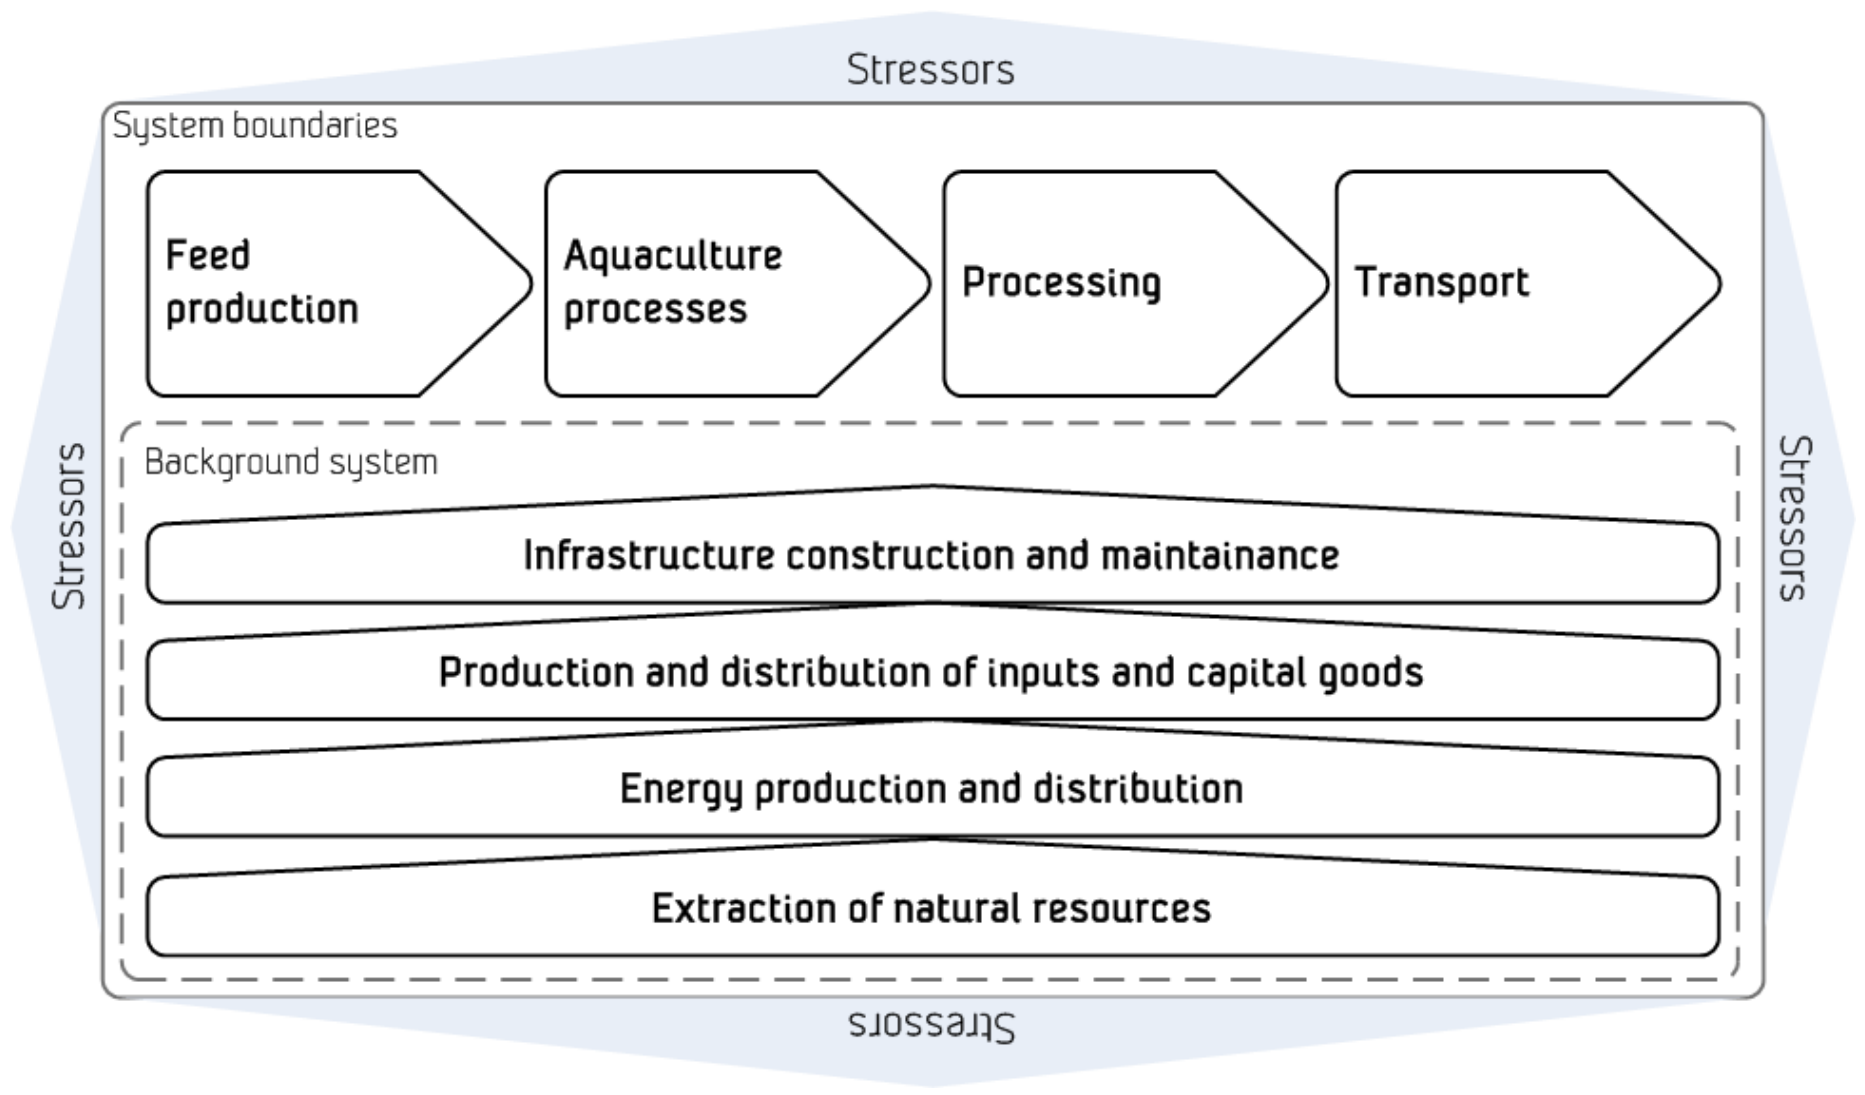 Stressors
System boundaries
Feed
production
Aquaculture
processes
Processing
Transport
Background system
Infrastructure construction and maintainance
Production and distribution of inputs and capital goods
Energy production and distribution
Extraction of natural resources
Stressors
Stressors
Stressors